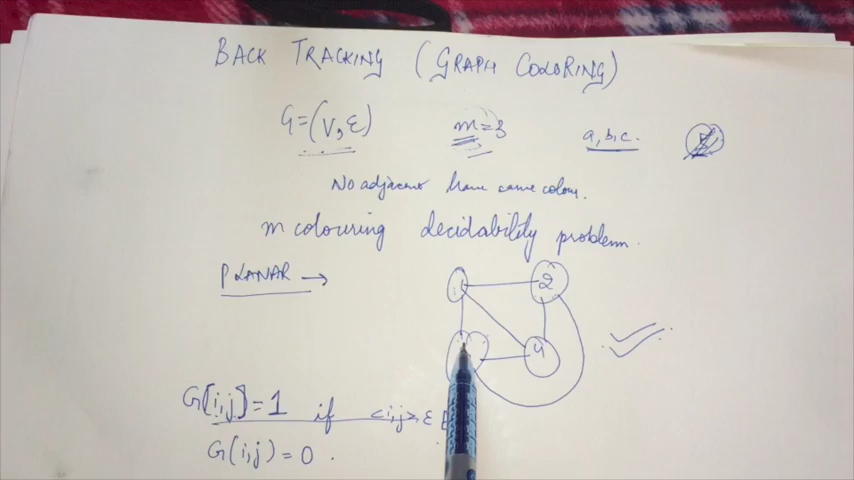 BACK TRACKING (GRAPH COLORING)
G=(V,E) m=3 a,b,c.
No adjacent have same colour.
m colouring decidability problem.
PLANAR →
1 2
4
G[i,j]=1 if <i,j> ε E
G(i,j)=0.